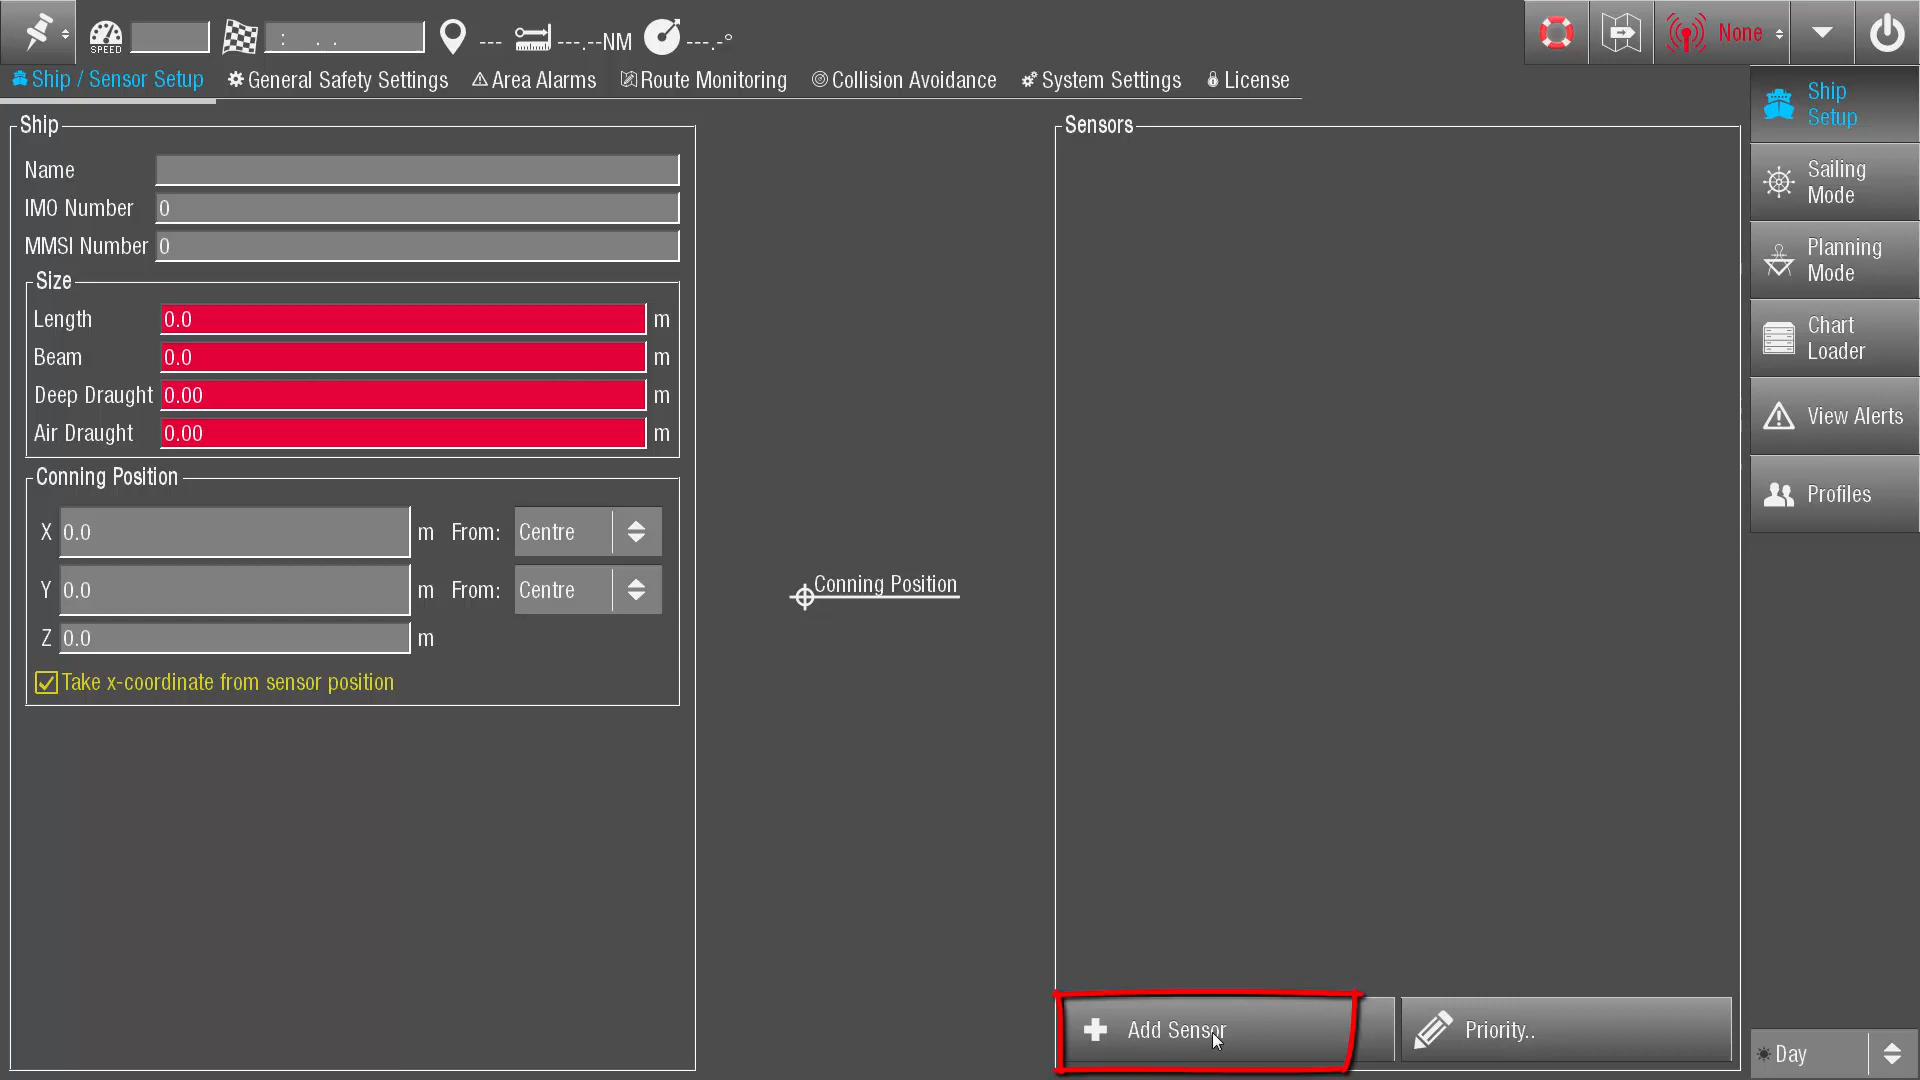 SPEED : . . --- ---.--NM ---.-° None
Ship / Sensor Setup General Safety Settings Area Alarms Route Monitoring Collision Avoidance System Settings License
Ship
Name
IMO Number 0
MMSI Number 0
Size
Length 0.0 m
Beam 0.0 m
Deep Draught 0.00 m
Air Draught 0.00 m
Conning Position
X 0.0 m From: Centre
Y 0.0 m From: Centre
Z 0.0 m
Take x-coordinate from sensor position
Conning Position
Sensors
Add Sensor
Priority..
Ship
Setup
Sailing
Mode
Planning
Mode
Chart
Loader
View Alerts
Profiles
Day